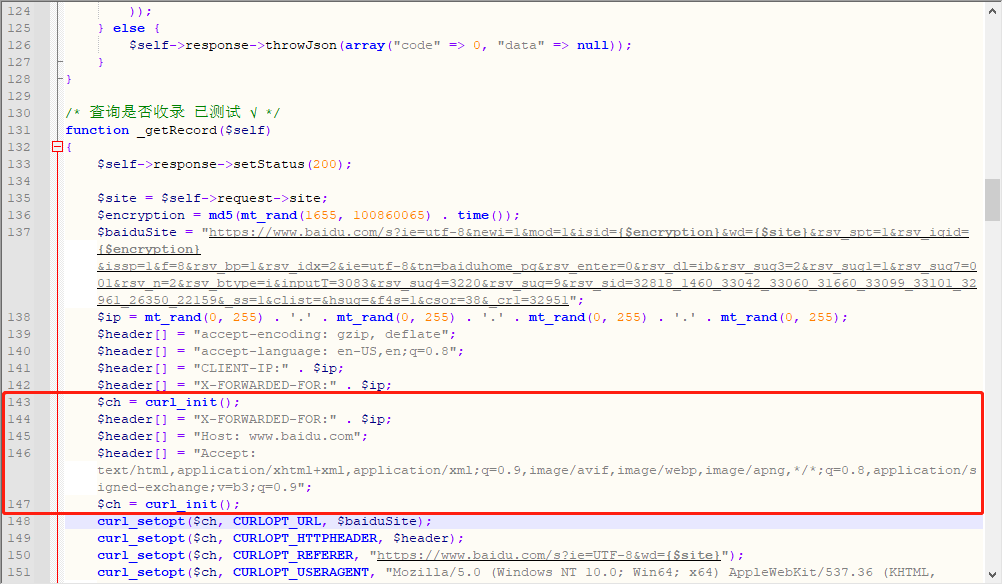 124 ));
125 } else {
126 $self->response->throwJson(array("code" => 0, "data" => null));
127 }
128 }
129
130 /* 查询是否收录 已测试 √ */
131 function _getRecord($self)
132 {
133 $self->response->setStatus(200);
134
135 $site = $self->request->site;
136 $encryption = md5(mt_rand(1655, 100860065) . time());
137 $baiduSite = "https://www.baidu.com/s?ie=utf-8&newi=1&mod=1&isid={$encryption}&wd={$site}&rsv_spt=1&rsv_iqid=
{$encryption}
&issp=1&f=8&rsv_bp=1&rsv_idx=2&ie=utf-8&tn=baiduhome_pg&rsv_enter=0&rsv_dl=ib&rsv_sug3=2&rsv_sug1=1&rsv_sug7=0
01&rsv_n=2&rsv_btype=i&inputT=3083&rsv_sug4=3220&rsv_sug=9&rsv_sid=32818_1460_33042_33060_31660_33099_33101_32
961_26350_22159&_ss=1&clist=&hsug=&f4s=1&csor=38&_cr1=32951";
138 $ip = mt_rand(0, 255) . '.' . mt_rand(0, 255) . '.' . mt_rand(0, 255) . '.' . mt_rand(0, 255);
139 $header[] = "accept-encoding: gzip, deflate";
140 $header[] = "accept-language: en-US,en;q=0.8";
141 $header[] = "CLIENT-IP:" . $ip;
142 $header[] = "X-FORWARDED-FOR:" . $ip;
143 $ch = curl_init();
144 $header[] = "X-FORWARDED-FOR:" . $ip;
145 $header[] = "Host: www.baidu.com";
146 $header[] = "Accept:
text/html,application/xhtml+xml,application/xml;q=0.9,image/avif,image/webp,image/apng,*/*;q=0.8,application/s
igned-exchange;v=b3;q=0.9";
147 $ch = curl_init();
148 curl_setopt($ch, CURLOPT_URL, $baiduSite);
149 curl_setopt($ch, CURLOPT_HTTPHEADER, $header);
150 curl_setopt($ch, CURLOPT_REFERER, "https://www.baidu.com/s?ie=UTF-8&wd={$site}");
151 curl_setopt($ch, CURLOPT_USERAGENT, "Mozilla/5.0 (Windows NT 10.0; Win64; x64) AppleWebKit/537.36 (KHTML,